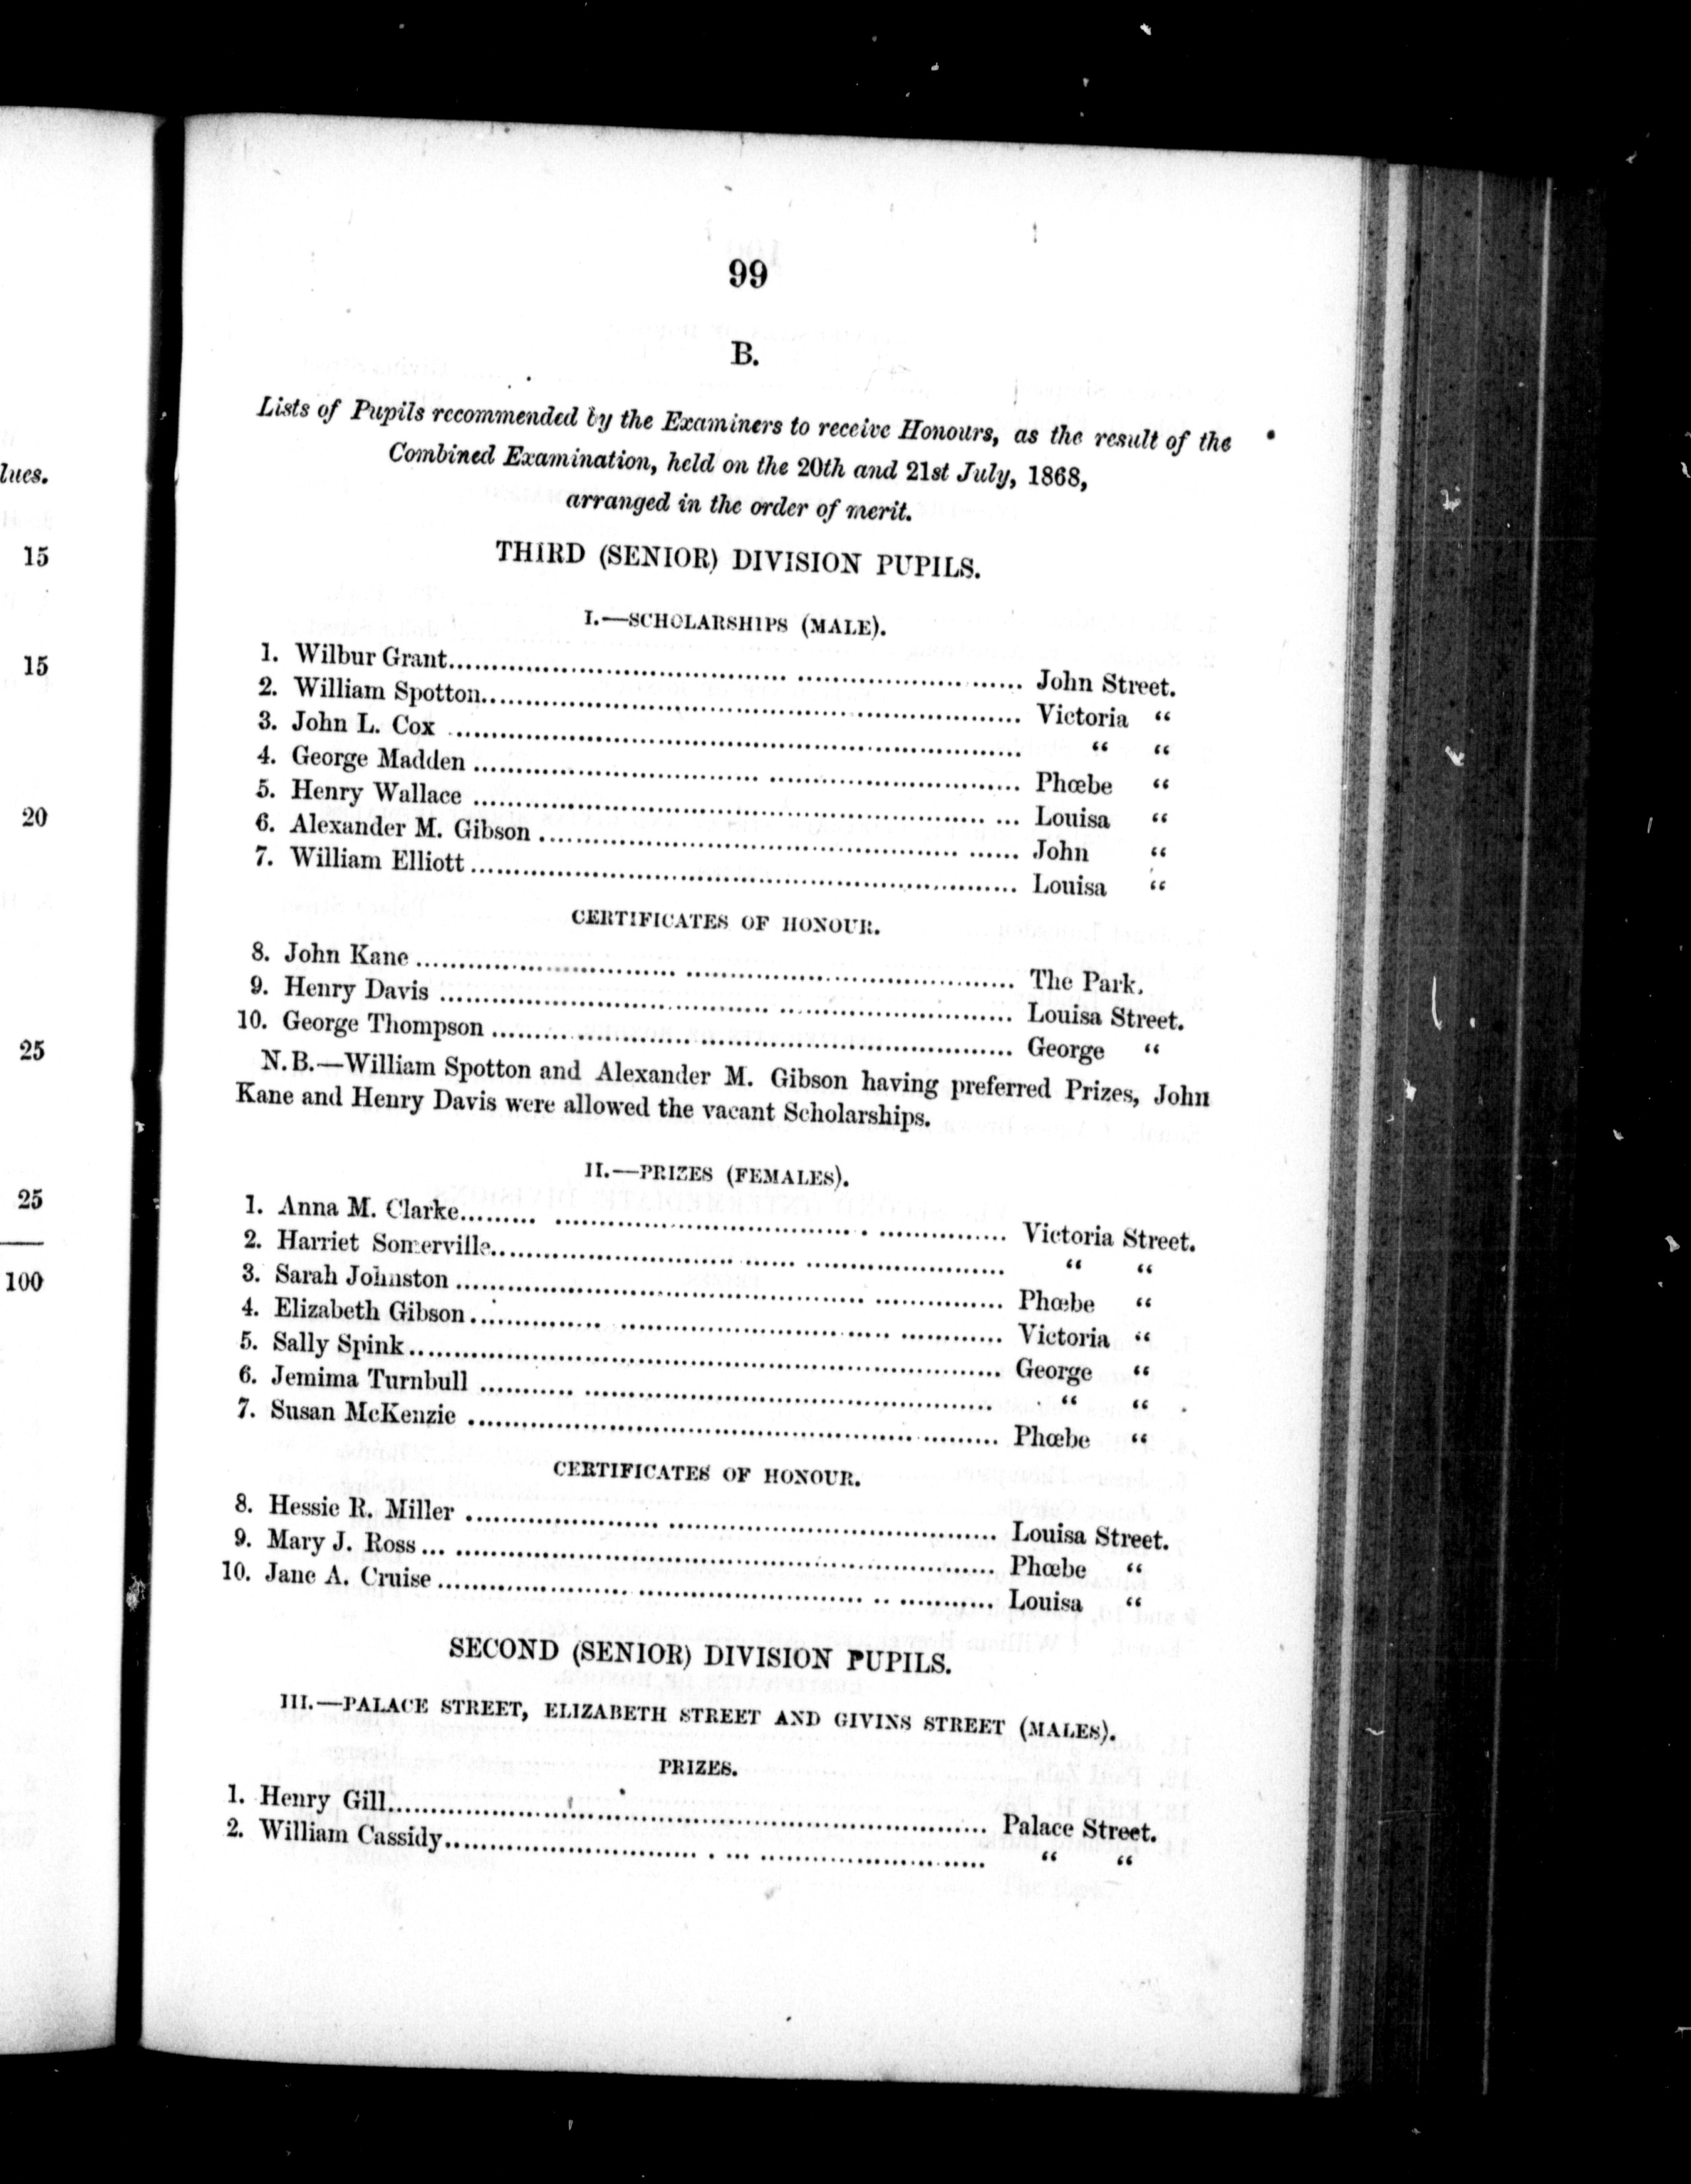 lues.
15
15
20
25
25
100
99
B.
Lists of Pupils recommended by the Examiners to receive Honours, as the result of the
Combined Examination, held on the 20th and 21st July, 1868,
arranged in the order of merit.
THIRD (SENIOR) DIVISION PUPILS.
I.—SCHOLARSHIPS (MALE).
1. Wilbur Grant.......... John Street.
2. William Spotton.......... Victoria “
3. John L. Cox .......... “ “
4. George Madden .......... Phœbe “
5. Henry Wallace .......... Louisa “
6. Alexander M. Gibson .......... John “
7. William Elliott .......... Louisa “
CERTIFICATES OF HONOUR.
8. John Kane .......... The Park.
9. Henry Davis .......... Louisa Street.
10. George Thompson .......... George “
N.B.—William Spotton and Alexander M. Gibson having preferred Prizes, John
Kane and Henry Davis were allowed the vacant Scholarships.
II.—PRIZES (FEMALES).
1. Anna M. Clarke.......... Victoria Street.
2. Harriet Somerville.......... “ “
3. Sarah Johnston .......... Phœbe “
4. Elizabeth Gibson .......... Victoria “
5. Sally Spink .......... George “
6. Jemima Turnbull .......... “ “
7. Susan McKenzie .......... Phœbe “
CERTIFICATES OF HONOUR.
8. Hessie R. Miller .......... Louisa Street.
9. Mary J. Ross .......... Phœbe “
10. Jane A. Cruise .......... Louisa “
SECOND (SENIOR) DIVISION PUPILS.
III.—PALACE STREET, ELIZABETH STREET AND GIVINS STREET (MALES).
PRIZES.
1. Henry Gill.......... Palace Street.
2. William Cassidy.......... “ “